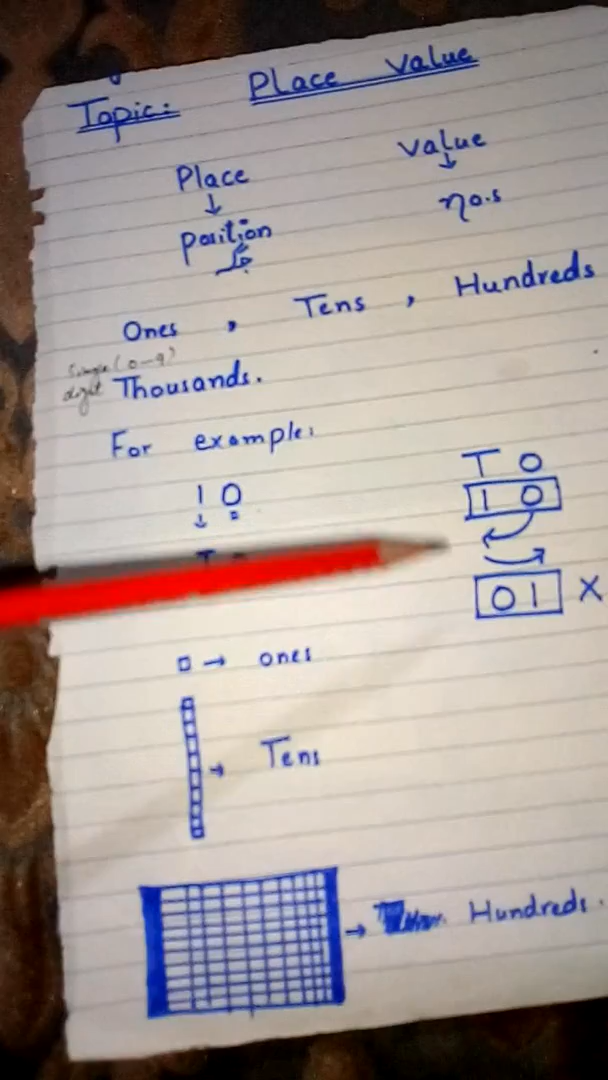 Topic: Place value
Place value
↓ ↓
position no.s
جگہ
Ones , Tens , Hundreds
Single (0-9)
digit Thousands.
For example:
T O
1 0
1 0
0 1 X
→ ones
→ Tens
→ Hundreds.